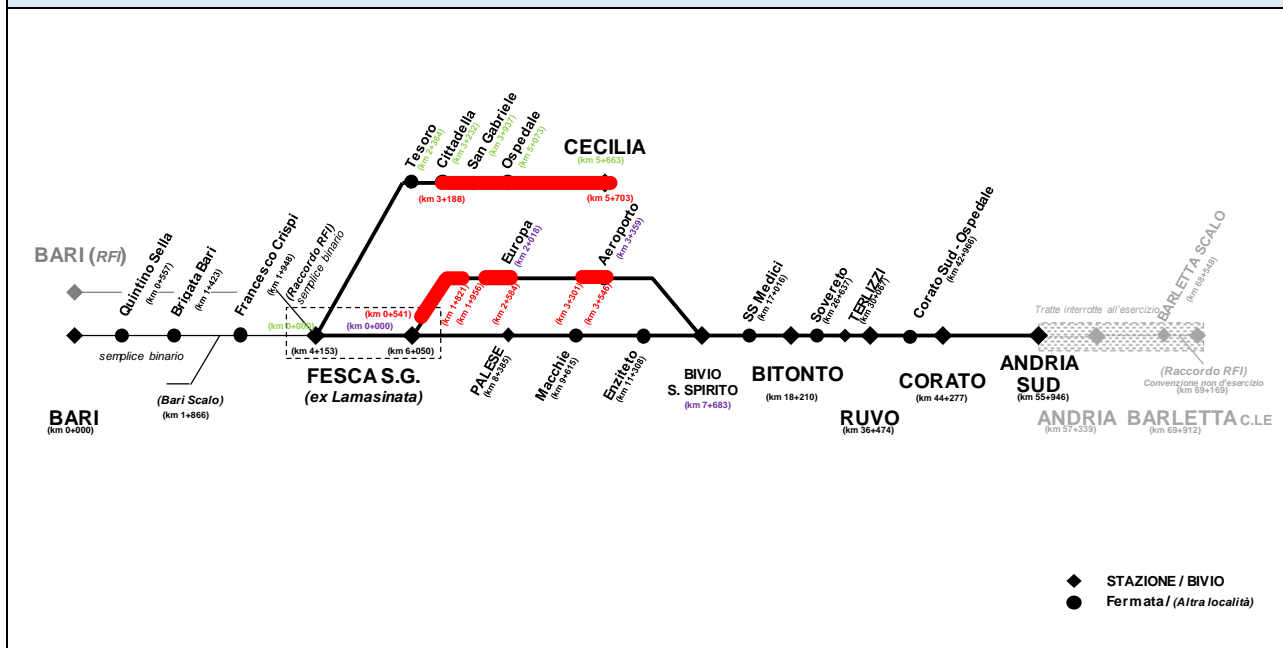 Tesoro
(km 2+364)
Cittadella
(km 3+232)
San Gabriele
(km 3+937)
Ospedale
(km 5+073)
CECILIA
(km 5+663)
(km 3+188)
(km 5+703)
BARI (RFI)
Quintino Sella
(km 0+557)
Brigata Bari
(km 1+423)
Francesco Crispi
(km 1+948)
(Raccordo RFI)
semplice binario
Europa
(km 2+018)
Aeroporto
(km 3+359)
(km 0+000)
(km 0+541)
(km 0+000)
(km 1+821)
(km 1+956)
(km 2+584)
(km 3+301)
(km 3+546)
SS Medici
(km 17+016)
Sovereto
(km 26+637)
TERLIZZI
(km 30+067)
Corato Sud - Ospedale
(km 42+966)
Tratte interrotte all'esercizio
BARLETTA SCALO
(km 68+548)
semplice binario
(km 4+153)
(km 6+050)
FESCA S.G.
(ex Lamasinata)
(Bari Scalo)
(km 1+866)
BARI
(km 0+000)
PALESE
(km 8+385)
Macchie
(km 9+615)
Enziteto
(km 11+308)
BIVIO
S. SPIRITO
(km 7+683)
BITONTO
(km 18+210)
RUVO
(km 36+474)
CORATO
(km 44+277)
ANDRIA
SUD
(km 55+946)
(Raccordo RFI)
Convenzione non d'esercizio
(km 69+169)
ANDRIA
(km 57+339)
BARLETTA C.LE
(km 69+912)
STAZIONE / BIVIO
Fermata / (Altra località)